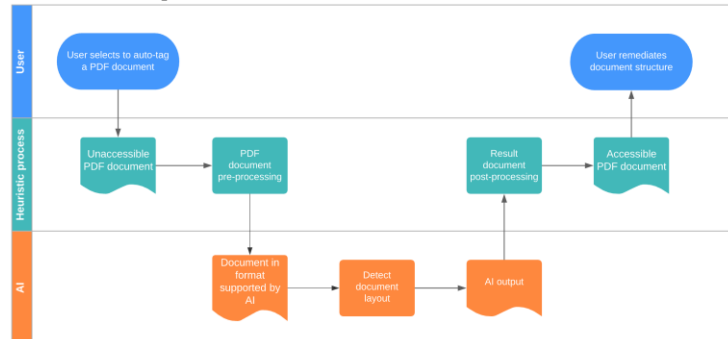 User
User selects to auto-tag
a PDF document
User remediates
document structure
Heuristic process
Unaccessible
PDF document
PDF
document
pre-processing
Result
document
post-processing
Accessible
PDF document
AI
Document in
format
supported by
AI
Detect
document
layout
AI output